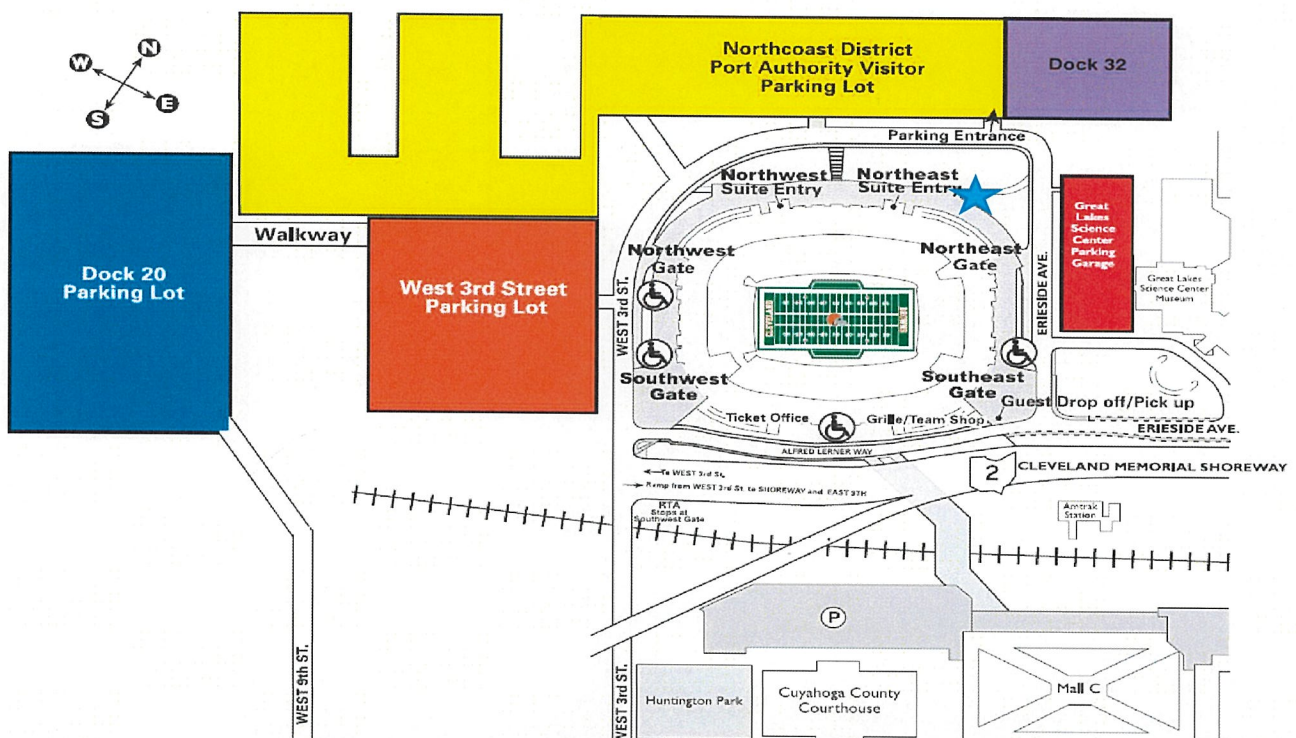 Northcoast District
Port Authority Visitor
Parking Lot
Dock 32
N
W
E
S
Parking Entrance
Northwest
Suite Entry
Northeast
Suite Entry
Great
Lakes
Science
Center
Parking
Garage
Walkway
Dock 20
Parking Lot
West 3rd Street
Parking Lot
Northwest
Gate
Northeast
Gate
WEST 3rd ST.
ERIESIDE AVE.
Great Lakes
Science Center
Museum
Southwest
Gate
Southeast
Gate
Guest Drop off/Pick up
Ticket Office
Grille/Team Shop
ERIESIDE AVE.
ALFRED LERNER WAY
2
CLEVELAND MEMORIAL SHOREWAY
To WEST 3rd St.
Ramp from WEST 3rd St. to SHOREWAY and EAST 9TH
RTA
Stops at
Southwest Gate
Amtrak
Station
P
WEST 9th ST.
WEST 3rd ST.
Huntington Park
Cuyahoga County
Courthouse
Mall C